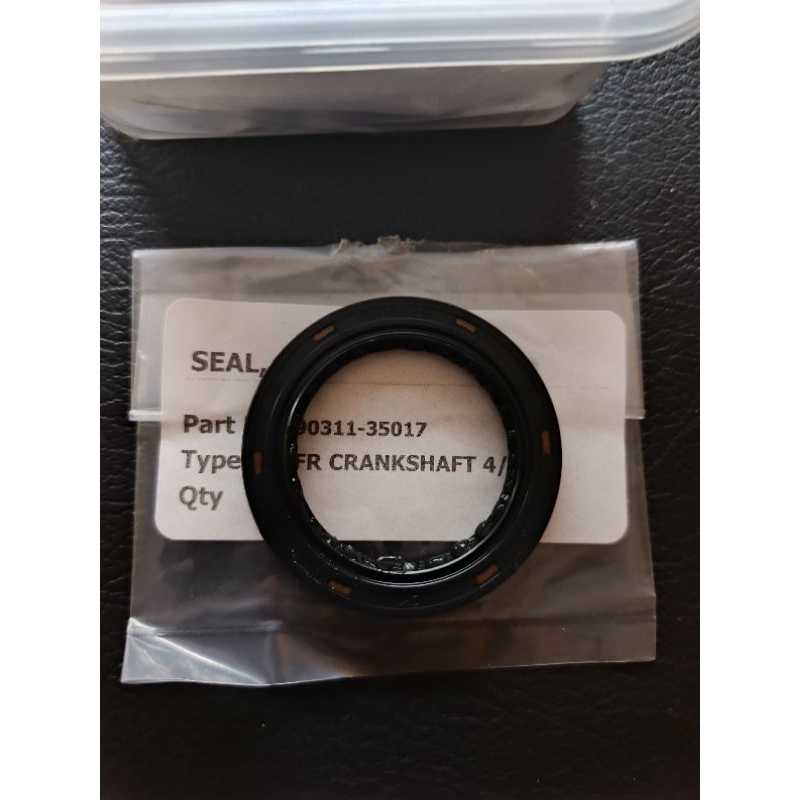 SEAL,
Part 90311-35017
Type FR CRANKSHAFT 4/
Qty